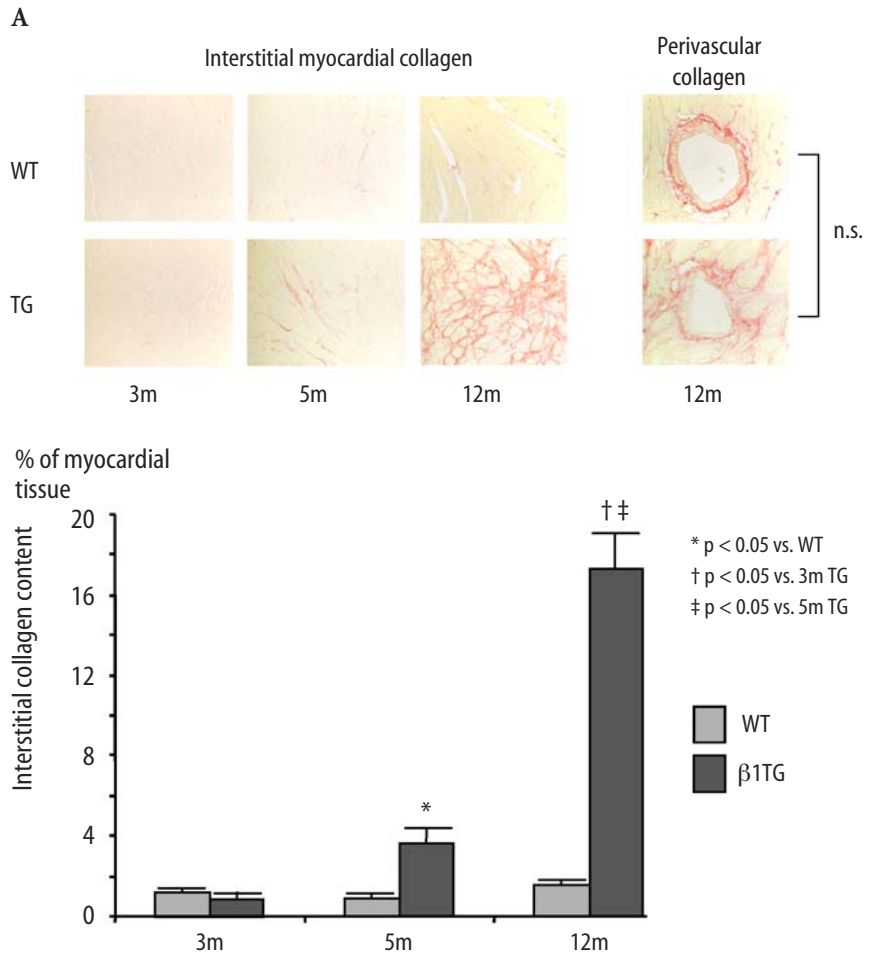 A
Interstitial myocardial collagen
Perivascular
collagen
WT
n.s.
TG
3m
5m
12m
12m
% of myocardial
tissue
Interstitial collagen content
20
16
12
8
4
0
*
† ‡
3m
5m
12m
* p < 0.05 vs. WT
† p < 0.05 vs. 3m TG
‡ p < 0.05 vs. 5m TG
WT
β1TG